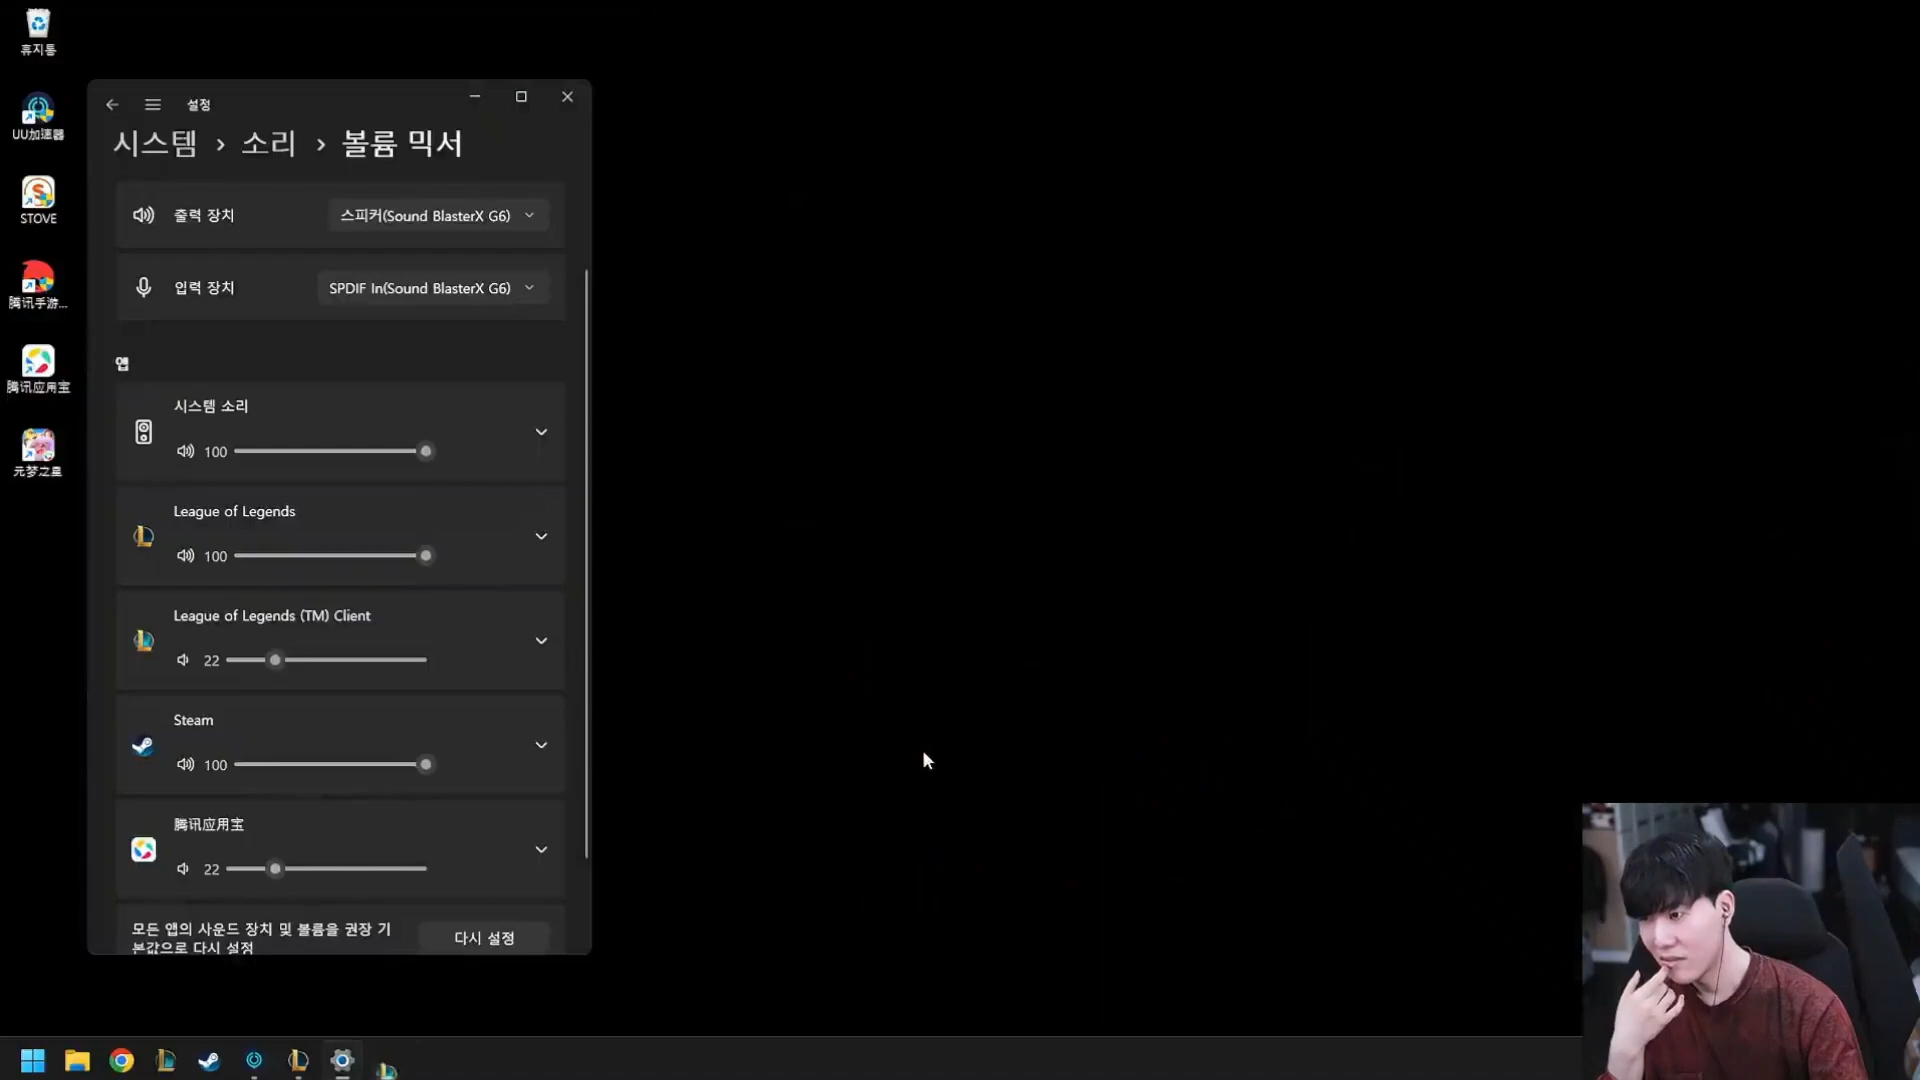 휴지통
UU加速器
STOVE
腾讯手游...
腾讯应用宝
元梦之星
설정
시스템 › 소리 › 볼륨 믹서
출력 장치
스피커(Sound BlasterX G6)
입력 장치
SPDIF In(Sound BlasterX G6)
앱
시스템 소리
100
League of Legends
100
League of Legends (TM) Client
22
Steam
100
腾讯应用宝
22
모든 앱의 사운드 장치 및 볼륨을 권장 기
본값으로 다시 설정
다시 설정